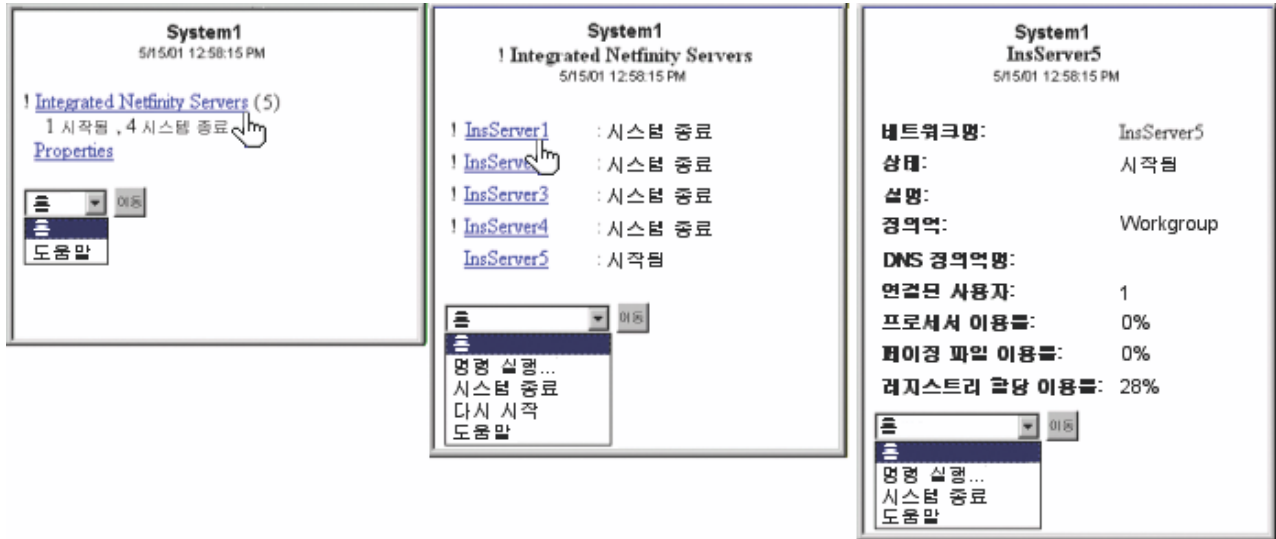 System1
5/15/01 12:58:15 PM
! Integrated Netfinity Servers (5)
1 시작됨 , 4 시스템 종료
Properties
홈 이동
홈
도움말
System1
! Integrated Netfinity Servers
5/15/01 12:58:15 PM
! InsServer1 : 시스템 종료
! InsServe : 시스템 종료
! InsServer3 : 시스템 종료
! InsServer4 : 시스템 종료
InsServer5 : 시작됨
홈 이동
홈
명령 실행...
시스템 종료
다시 시작
도움말
System1
InsServer5
5/15/01 12:58:15 PM
네트워크명: InsServer5
상태: 시작됨
설명:
정의역: Workgroup
DNS 정의역명:
연결된 사용자: 1
프로세서 이용률: 0%
페이징 파일 이용률: 0%
레지스트리 할당 이용률: 28%
홈 이동
홈
명령 실행...
시스템 종료
도움말